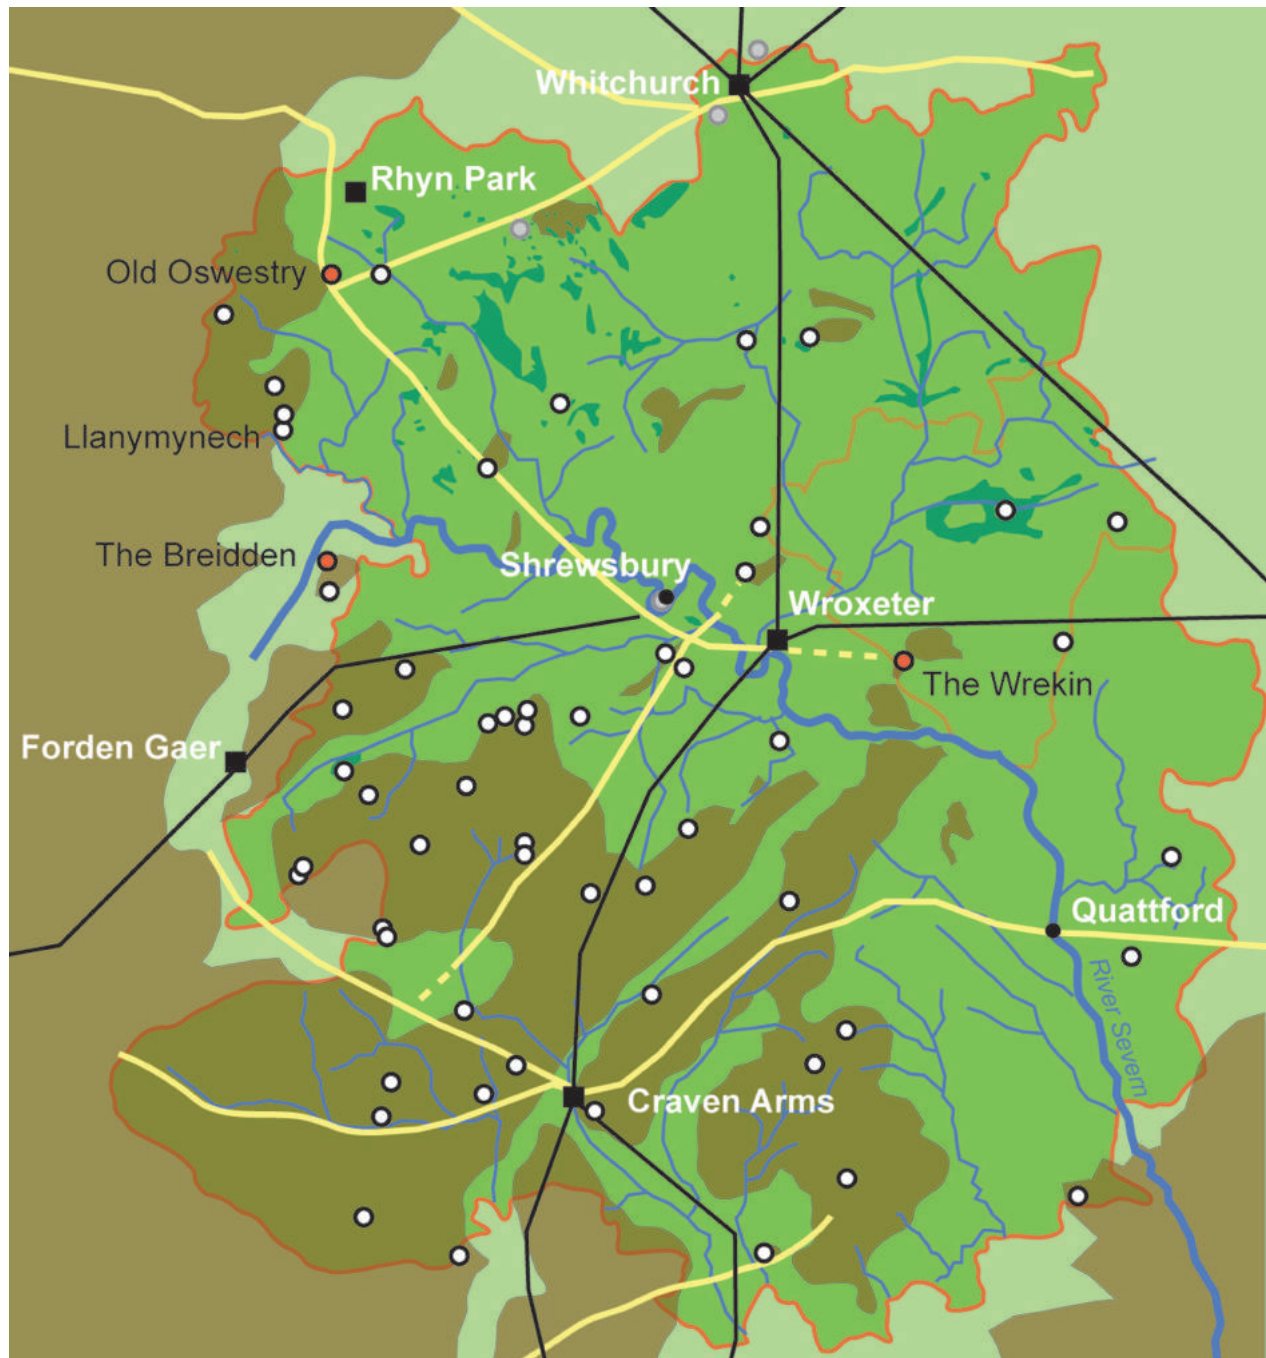 Whitchurch
Rhyn Park
Old Oswestry
Llanymynech
The Breidden
Shrewsbury
Wroxeter
The Wrekin
Forden Gaer
Quattford
River Severn
Craven Arms